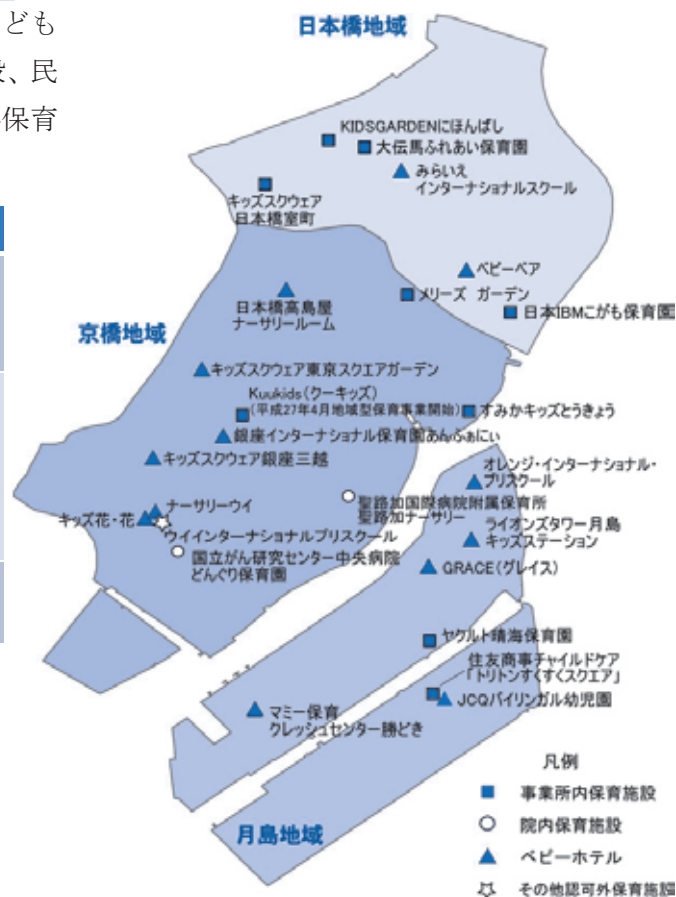 ども
、民
保育
日本橋地域
KIDSGARDENにほんばし
大伝馬ふれあい保育園
みらいえ
インターナショナルスクール
キッズスクウェア
日本橋室町
ベビーベア
メリーズ ガーデン
日本IBMこがも保育園
日本橋高島屋
ナーサリールーム
京橋地域
キッズスクウェア東京スクエアガーデン
Kuukids(クーキッズ)
(平成27年4月地域型保育事業開始)
すみかキッズとうきょう
銀座インターナショナル保育園あんふぁにぃ
キッズスクウェア銀座三越
オレンジ・インターナショナル・
プリスクール
ナーサリーウイ
キッズ花・花
聖路加国際病院附属保育所
聖路加ナーサリー
ウイインターナショナルプリスクール
ライオンズタワー月島
キッズステーション
国立がん研究センター中央病院
どんぐり保育園
GRACE(グレイス)
ヤクルト晴海保育園
住友商事チャイルドケア
「トリトンすくすくスクエア」
JCQバイリンガル幼児園
マミー保育
クレッシュセンター勝どき
月島地域
凡例
事業所内保育施設
院内保育施設
ベビーホテル
その他認可外保育施設